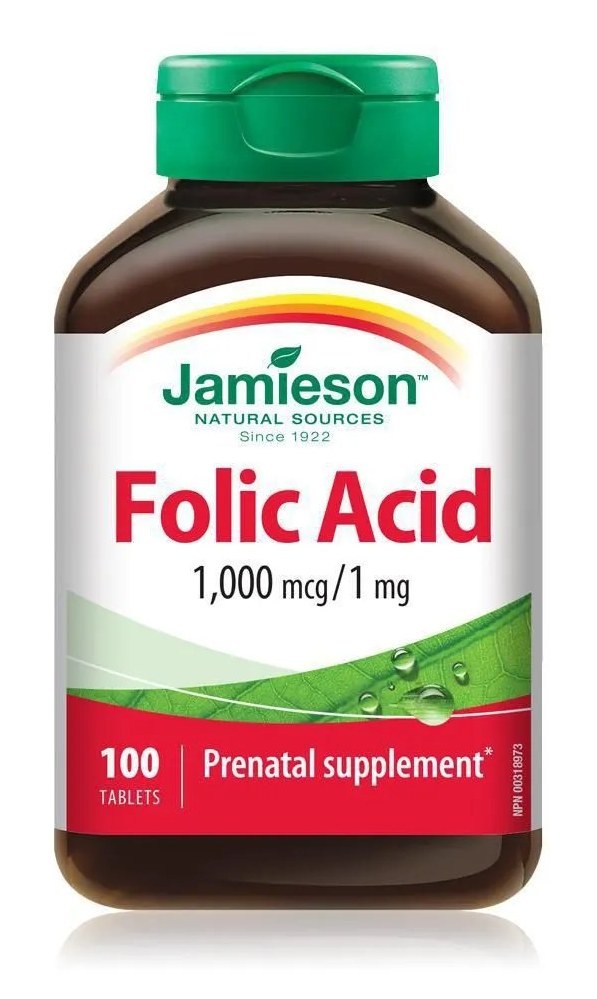 Jamieson™
NATURAL SOURCES
Since 1922
Folic Acid
1,000 mcg/1 mg
100
TABLETS
Prenatal supplement*
NPN 00318973